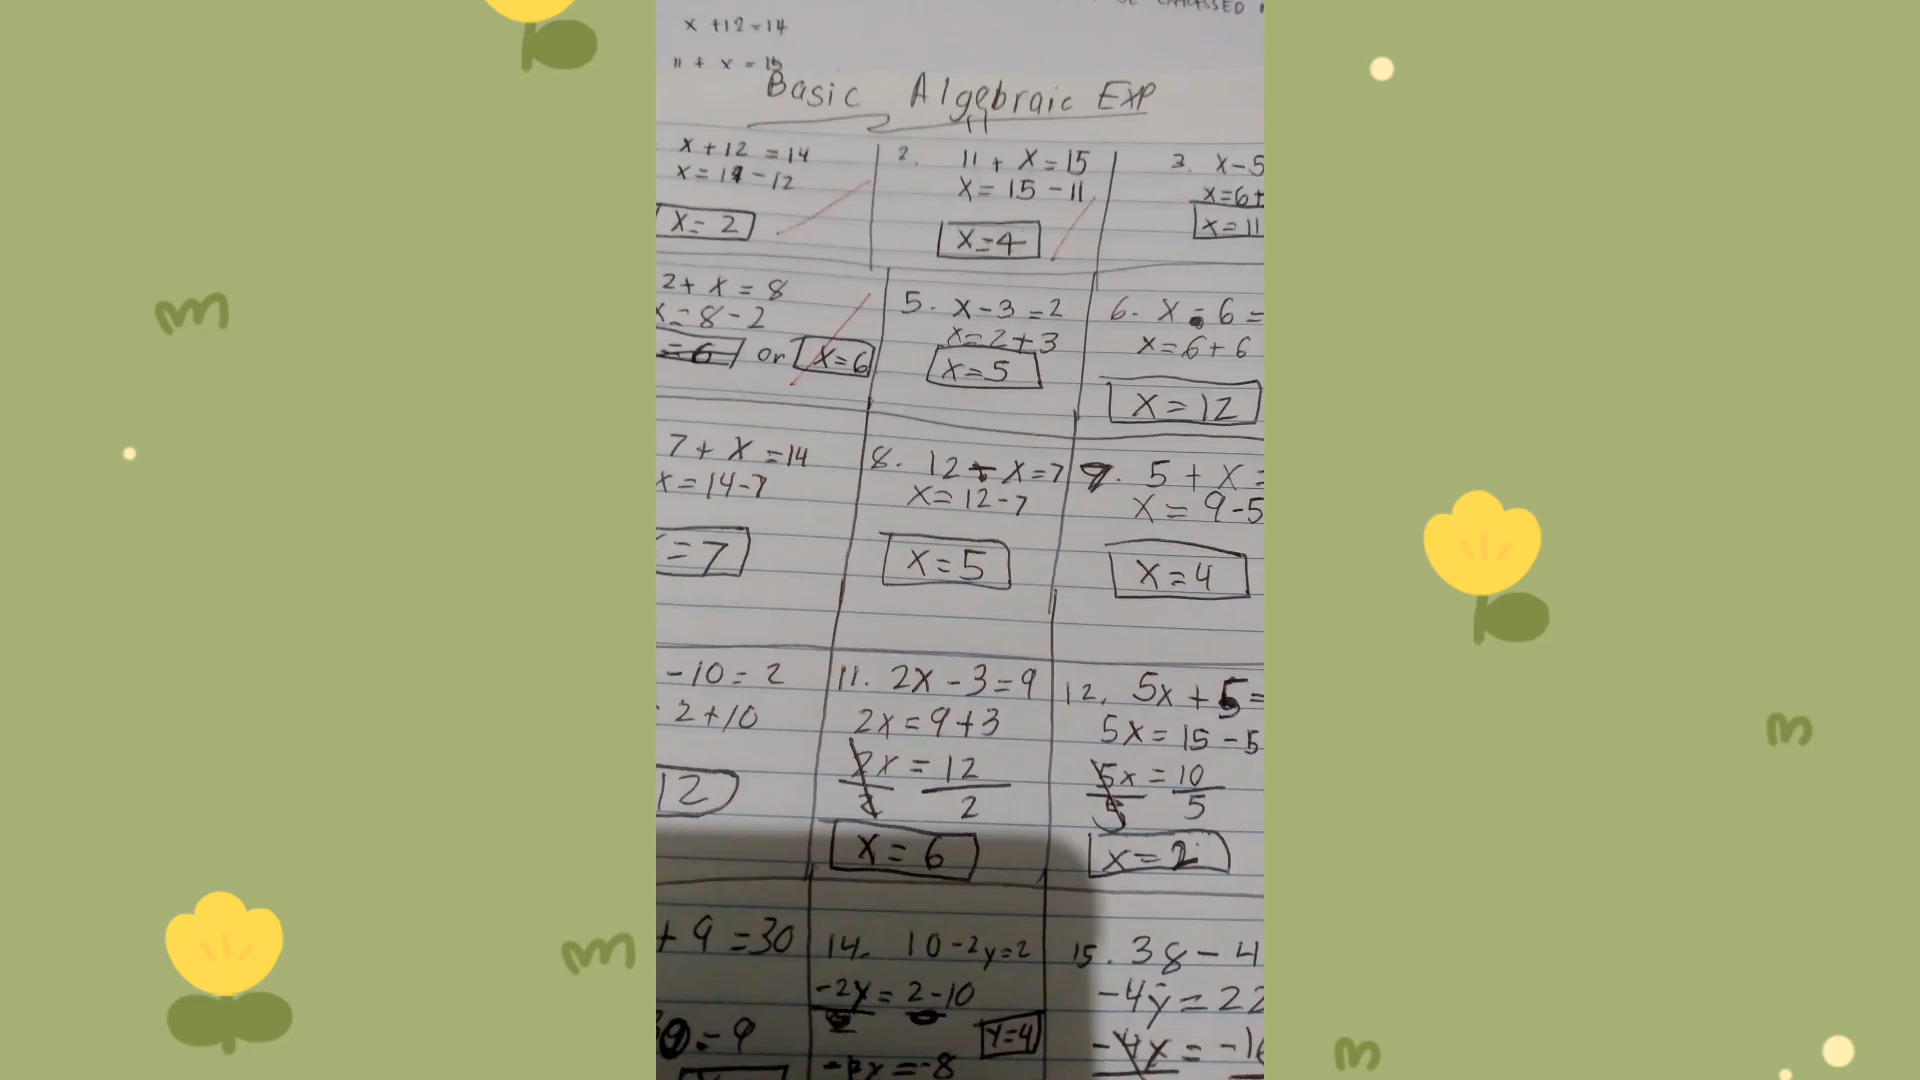 x + 12 = 14
11 + x = 15
Basic Algebraic Exp
x + 12 = 14
x = 14 - 12
x = 2
2. 11 + x = 15
x = 15 - 11
x = 4
3. x - 5
x = 6 +
x = 11
2 + x = 8
x = 8 - 2
= 6 or x = 6
5. x - 3 = 2
x = 2 + 3
x = 5
6. x - 6 =
x = 6 + 6
x = 12
7 + x = 14
x = 14 - 7
= 7
8. 12 - x = 7
x = 12 - 7
x = 5
9. 5 + x =
x = 9 - 5
x = 4
- 10 = 2
2 + 10
12
11. 2x - 3 = 9
2x = 9 + 3
2x = 12
2 2
x = 6
12. 5x + 5 =
5x = 15 - 5
5x = 10
5 5
x = 2
+ 9 = 30
- 9
14. 10 - 2y = 2
-2y = 2 - 10
y = 4
= -8
15. 38 - 4
-4y = 22
= -16